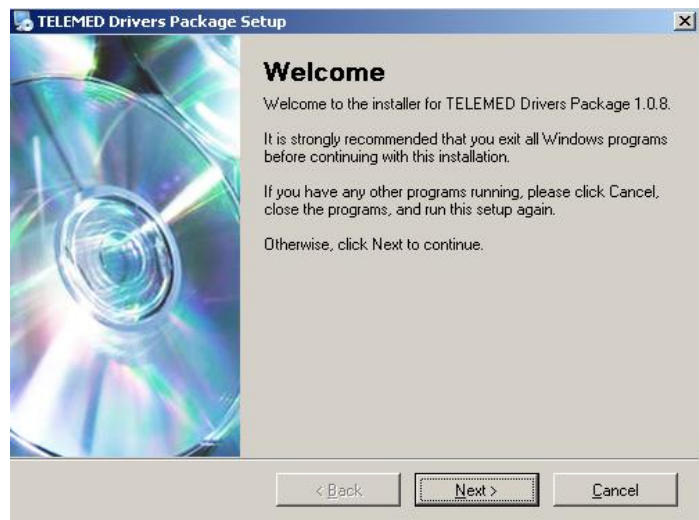 TELEMED Drivers Package Setup
Welcome
Welcome to the installer for TELEMED Drivers Package 1.0.8.
It is strongly recommended that you exit all Windows programs
before continuing with this installation.
If you have any other programs running, please click Cancel,
close the programs, and run this setup again.
Otherwise, click Next to continue.
< Back
Next >
Cancel